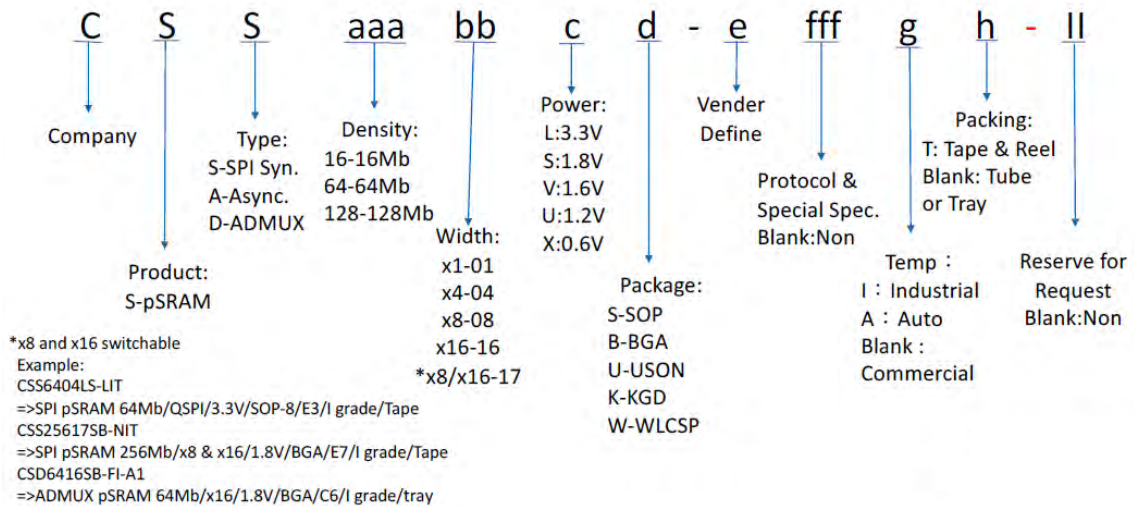 C S S aaa bb c d - e fff g h - II
Company
Product:
S-pSRAM
Type:
S-SPI Syn.
A-Async.
D-ADMUX
Density:
16-16Mb
64-64Mb
128-128Mb
Width:
x1-01
x4-04
x8-08
x16-16
*x8/x16-17
Power:
L:3.3V
S:1.8V
V:1.6V
U:1.2V
X:0.6V
Package:
S-SOP
B-BGA
U-USON
K-KGD
W-WLCSP
Vender
Define
Protocol &
Special Spec.
Blank:Non
Temp：
I：Industrial
A：Auto
Blank :
Commercial
Packing:
T: Tape & Reel
Blank: Tube
or Tray
Reserve for
Request
Blank:Non
*x8 and x16 switchable
Example:
CSS6404LS-LIT
=>SPI pSRAM 64Mb/QSPI/3.3V/SOP-8/E3/I grade/Tape
CSS25617SB-NIT
=>SPI pSRAM 256Mb/x8 & x16/1.8V/BGA/E7/I grade/Tape
CSD6416SB-FI-A1
=>ADMUX pSRAM 64Mb/x16/1.8V/BGA/C6/I grade/tray